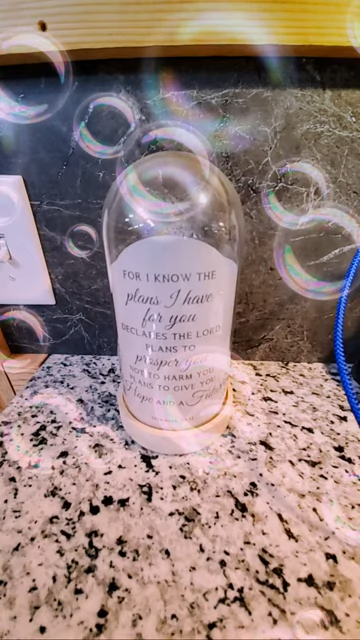 FOR I KNOW THE
plans I have
for you
DECLARES THE LORD
PLANS TO
prosper you
NOT TO HARM YOU
PLANS TO GIVE YOU
Hope AND A Future